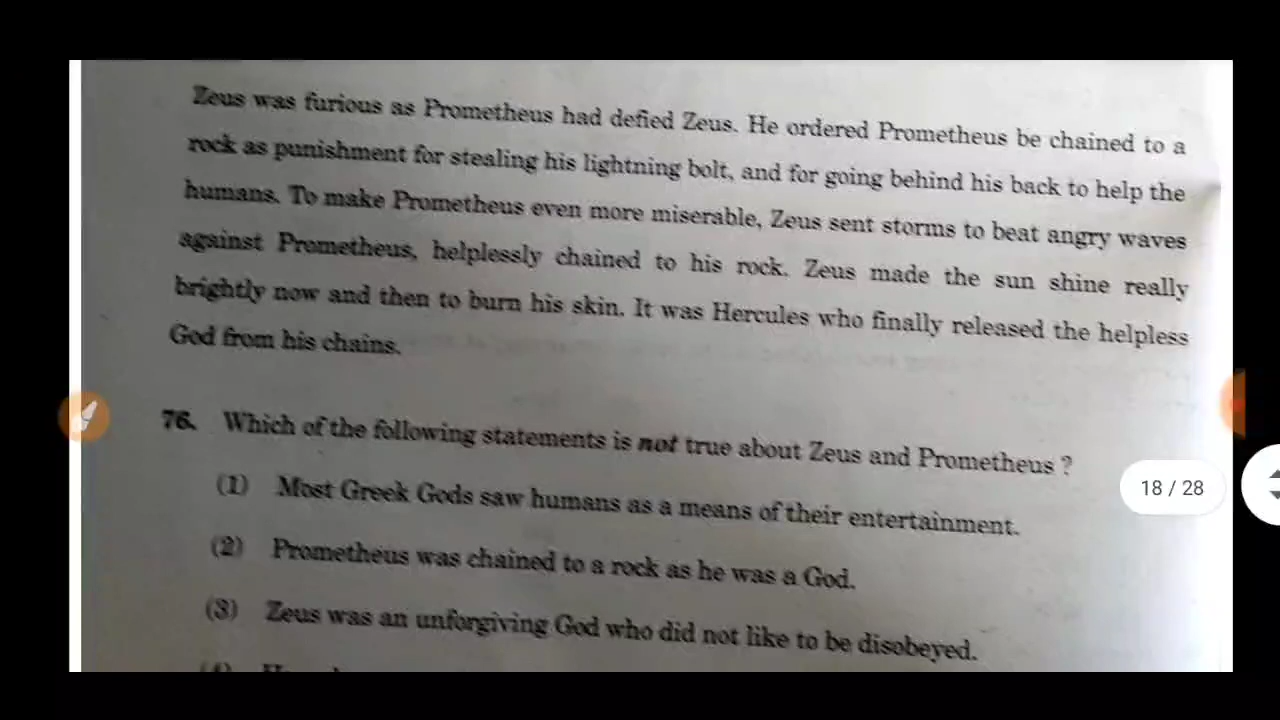 Zeus was furious as Prometheus had defied Zeus. He ordered Prometheus be chained to a
rock as punishment for stealing his lightning bolt, and for going behind his back to help the
humans. To make Prometheus even more miserable, Zeus sent storms to beat angry waves
against Prometheus, helplessly chained to his rock. Zeus made the sun shine really
brightly now and then to burn his skin. It was Hercules who finally released the helpless
God from his chains.
76. Which of the following statements is not true about Zeus and Prometheus ?
(1) Most Greek Gods saw humans as a means of their entertainment.
18 / 28
(2) Prometheus was chained to a rock as he was a God.
(3) Zeus was an unforgiving God who did not like to be disobeyed.
(4)